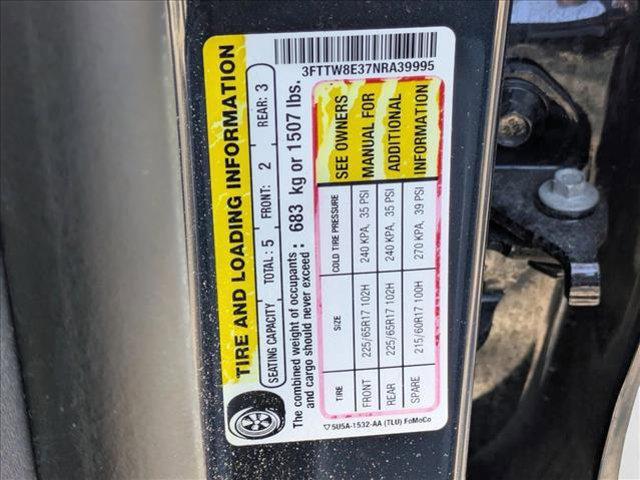 3FTTW8E37NRA39995
TIRE AND LOADING INFORMATION
SEATING CAPACITY TOTAL: 5 FRONT: 2 REAR: 3
The combined weight of occupants
and cargo should never exceed : 683 kg or 1507 lbs.
TIRE SIZE COLD TIRE PRESSURE SEE OWNERS
FRONT 225/65R17 102H 240 KPA, 35 PSI MANUAL FOR
REAR 225/65R17 102H 240 KPA, 35 PSI ADDITIONAL
SPARE 215/60R17 100H 270 KPA, 39 PSI INFORMATION
5U5A-1532-AA (TLU) FoMoCo